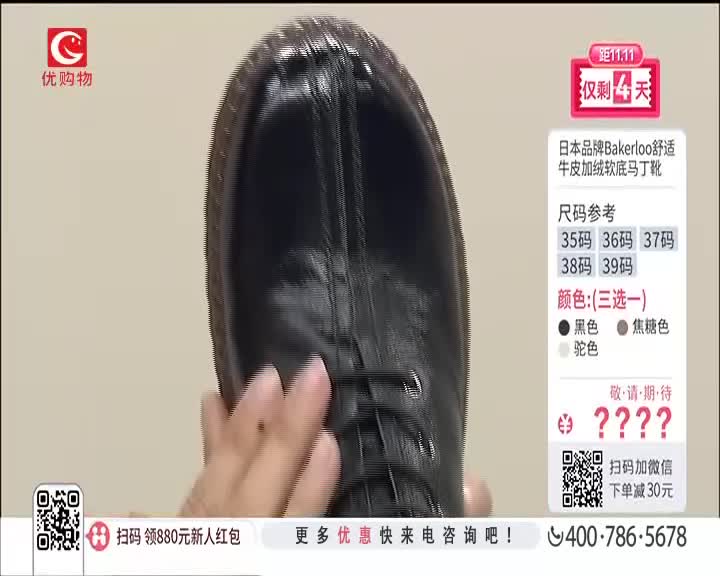 优购物
距11.11
仅剩4天
日本品牌Bakerloo舒适
牛皮加绒软底马丁靴
尺码参考
35码 36码 37码
38码 39码
颜色:(三选一)
黑色 焦糖色
驼色
敬·请·期·待
¥ ????
扫码加微信
下单减30元
扫码 领880元新人红包
更多优惠快来电咨询吧!
400-786-5678